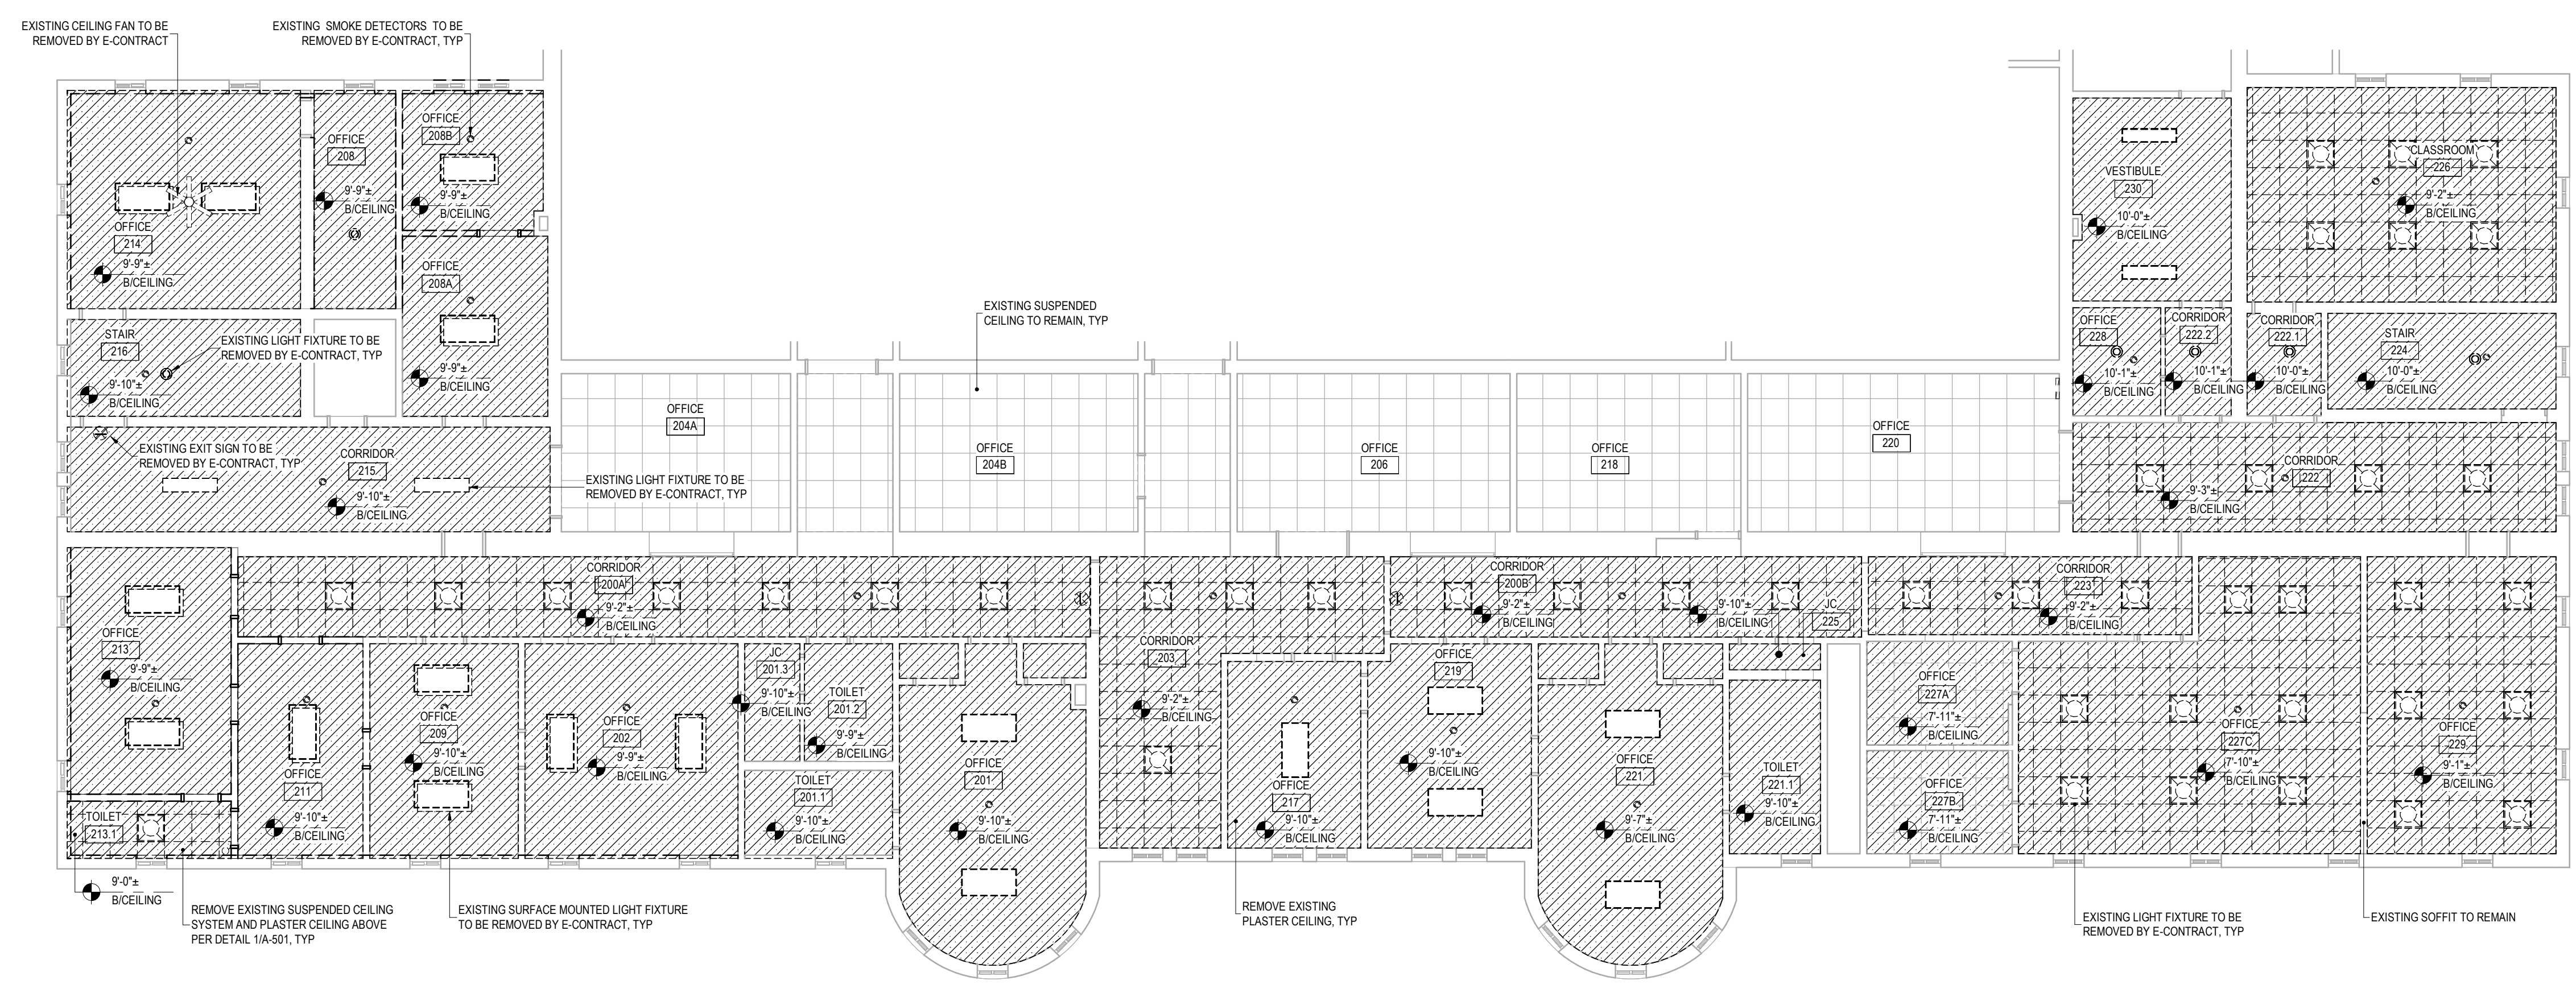 EXISTING CEILING FAN TO BE
REMOVED BY E-CONTRACT
EXISTING SMOKE DETECTORS TO BE
REMOVED BY E-CONTRACT, TYP
OFFICE
214
9'-9"±
B/CEILING
OFFICE
208
9'-9"±
B/CEILING
OFFICE
208B
9'-9"±
B/CEILING
OFFICE
208A
9'-9"±
B/CEILING
STAIR
216
9'-10"±
B/CEILING
EXISTING LIGHT FIXTURE TO BE
REMOVED BY E-CONTRACT, TYP
EXISTING EXIT SIGN TO BE
REMOVED BY E-CONTRACT, TYP
CORRIDOR
215
9'-10"±
B/CEILING
EXISTING LIGHT FIXTURE TO BE
REMOVED BY E-CONTRACT, TYP
EXISTING SUSPENDED
CEILING TO REMAIN, TYP
OFFICE
204A
OFFICE
204B
OFFICE
206
OFFICE
218
OFFICE
220
VESTIBULE
230
10'-0"±
B/CEILING
CLASSROOM
226
9'-2"±
B/CEILING
OFFICE
228
10'-1"±
B/CEILING
CORRIDOR
222.2
10'-1"±
B/CEILING
CORRIDOR
222.1
10'-0"±
B/CEILING
STAIR
224
10'-0"±
B/CEILING
CORRIDOR
222
9'-3"±
B/CEILING
CORRIDOR
200A
9'-2"±
B/CEILING
CORRIDOR
203
9'-2"±
B/CEILING
CORRIDOR
200B
9'-2"±
B/CEILING
9'-10"±
B/CEILING
JC
225
CORRIDOR
223
9'-2"±
B/CEILING
OFFICE
213
9'-9"±
B/CEILING
TOILET
213.1
9'-0"±
B/CEILING
OFFICE
211
9'-10"±
B/CEILING
OFFICE
209
9'-10"±
B/CEILING
OFFICE
202
9'-9"±
B/CEILING
JC
201.3
9'-10"±
B/CEILING
TOILET
201.2
9'-9"±
B/CEILING
TOILET
201.1
9'-10"±
B/CEILING
OFFICE
201
9'-10"±
B/CEILING
OFFICE
217
9'-10"±
B/CEILING
OFFICE
219
9'-10"±
B/CEILING
OFFICE
221
9'-7"±
B/CEILING
TOILET
221.1
9'-10"±
B/CEILING
OFFICE
227A
7'-11"±
B/CEILING
OFFICE
227B
7'-11"±
B/CEILING
OFFICE
227C
7'-10"±
B/CEILING
OFFICE
229
9'-1"±
B/CEILING
REMOVE EXISTING SUSPENDED CEILING
SYSTEM AND PLASTER CEILING ABOVE
PER DETAIL 1/A-501, TYP
EXISTING SURFACE MOUNTED LIGHT FIXTURE
TO BE REMOVED BY E-CONTRACT, TYP
REMOVE EXISTING
PLASTER CEILING, TYP
EXISTING LIGHT FIXTURE TO BE
REMOVED BY E-CONTRACT, TYP
EXISTING SOFFIT TO REMAIN